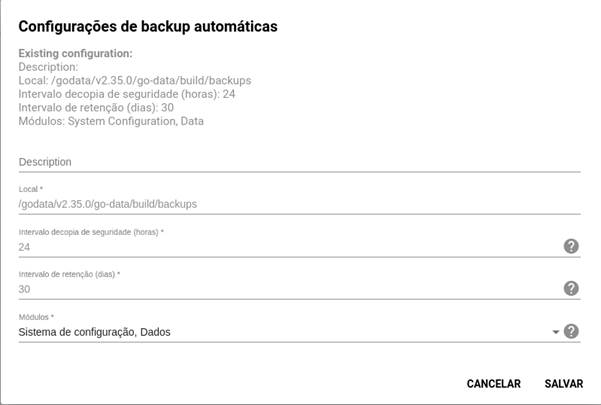 Configurações de backup automáticas
Existing configuration:
Description:
Local: /godata/v2.35.0/go-data/build/backups
Intervalo decopia de seguridade (horas): 24
Intervalo de retenção (dias): 30
Módulos: System Configuration, Data
Description
Local *
/godata/v2.35.0/go-data/build/backups
Intervalo decopia de seguridade (horas) *
24
?
Intervalo de retenção (dias) *
30
?
Módulos *
Sistema de configuração, Dados
?
CANCELAR SALVAR